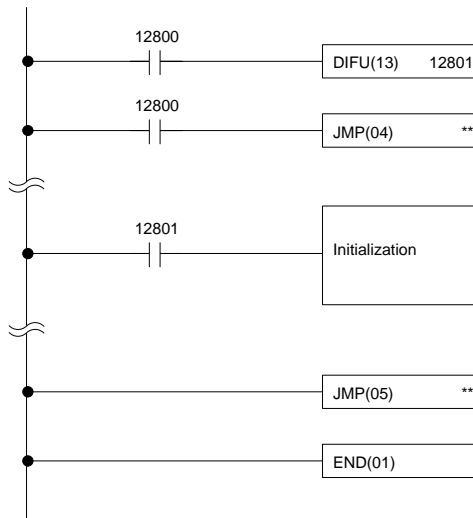 12800
DIFU(13) 12801
12800
JMP(04) **
12801
Initialization
JMP(05) **
END(01)